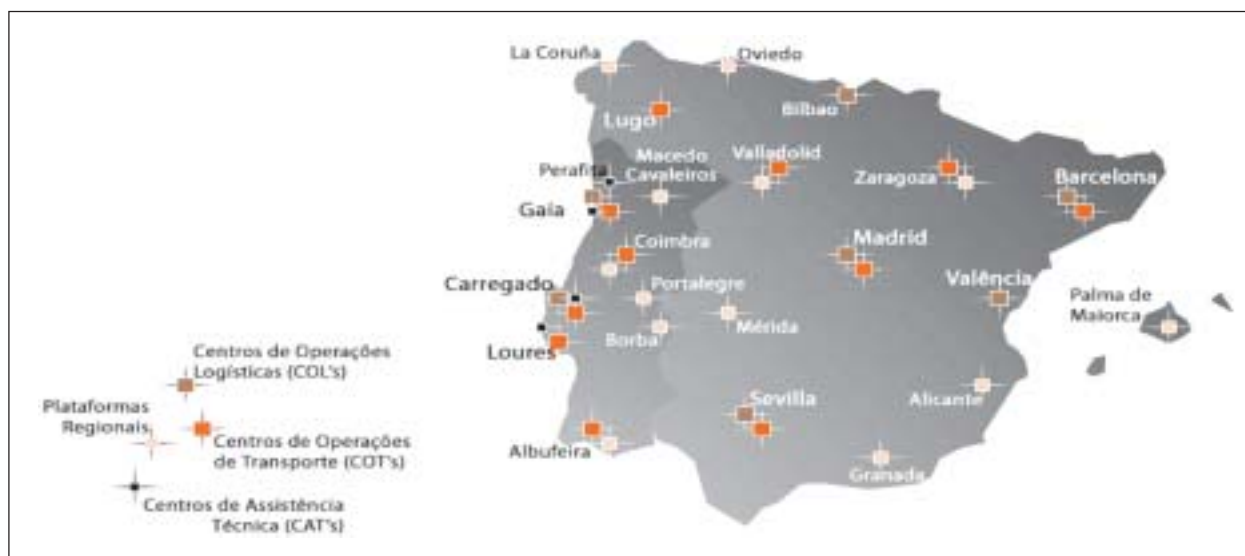 La Coruña
Oviedo
Bilbao
Lugo
Macedo
Cavaleiros
Valladolid
Perafita
Zaragoza
Barcelona
Gaia
Coimbra
Madrid
Carregado
Portalegre
Valência
Palma de
Maiorca
Borba
Mérida
Loures
Centros de Operações
Logísticas (COL's)
Plataformas
Regionais
Sevilla
Alicante
Albufeira
Centros de Operações
de Transporte (COT's)
Granada
Centros de Assistência
Técnica (CAT's)